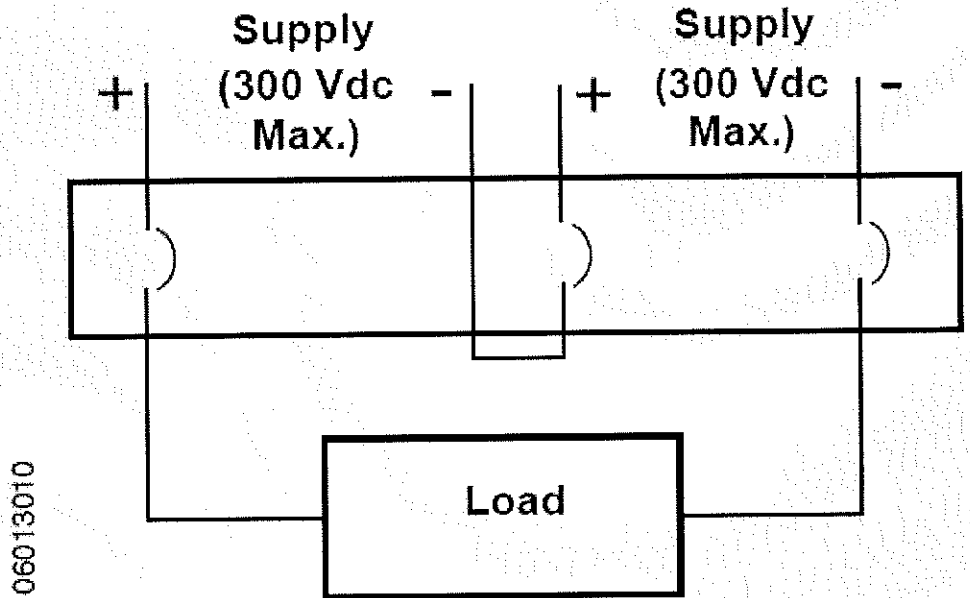 Supply
(300 Vdc
Max.)
+
-
Supply
(300 Vdc
Max.)
+
-
Load
06013010